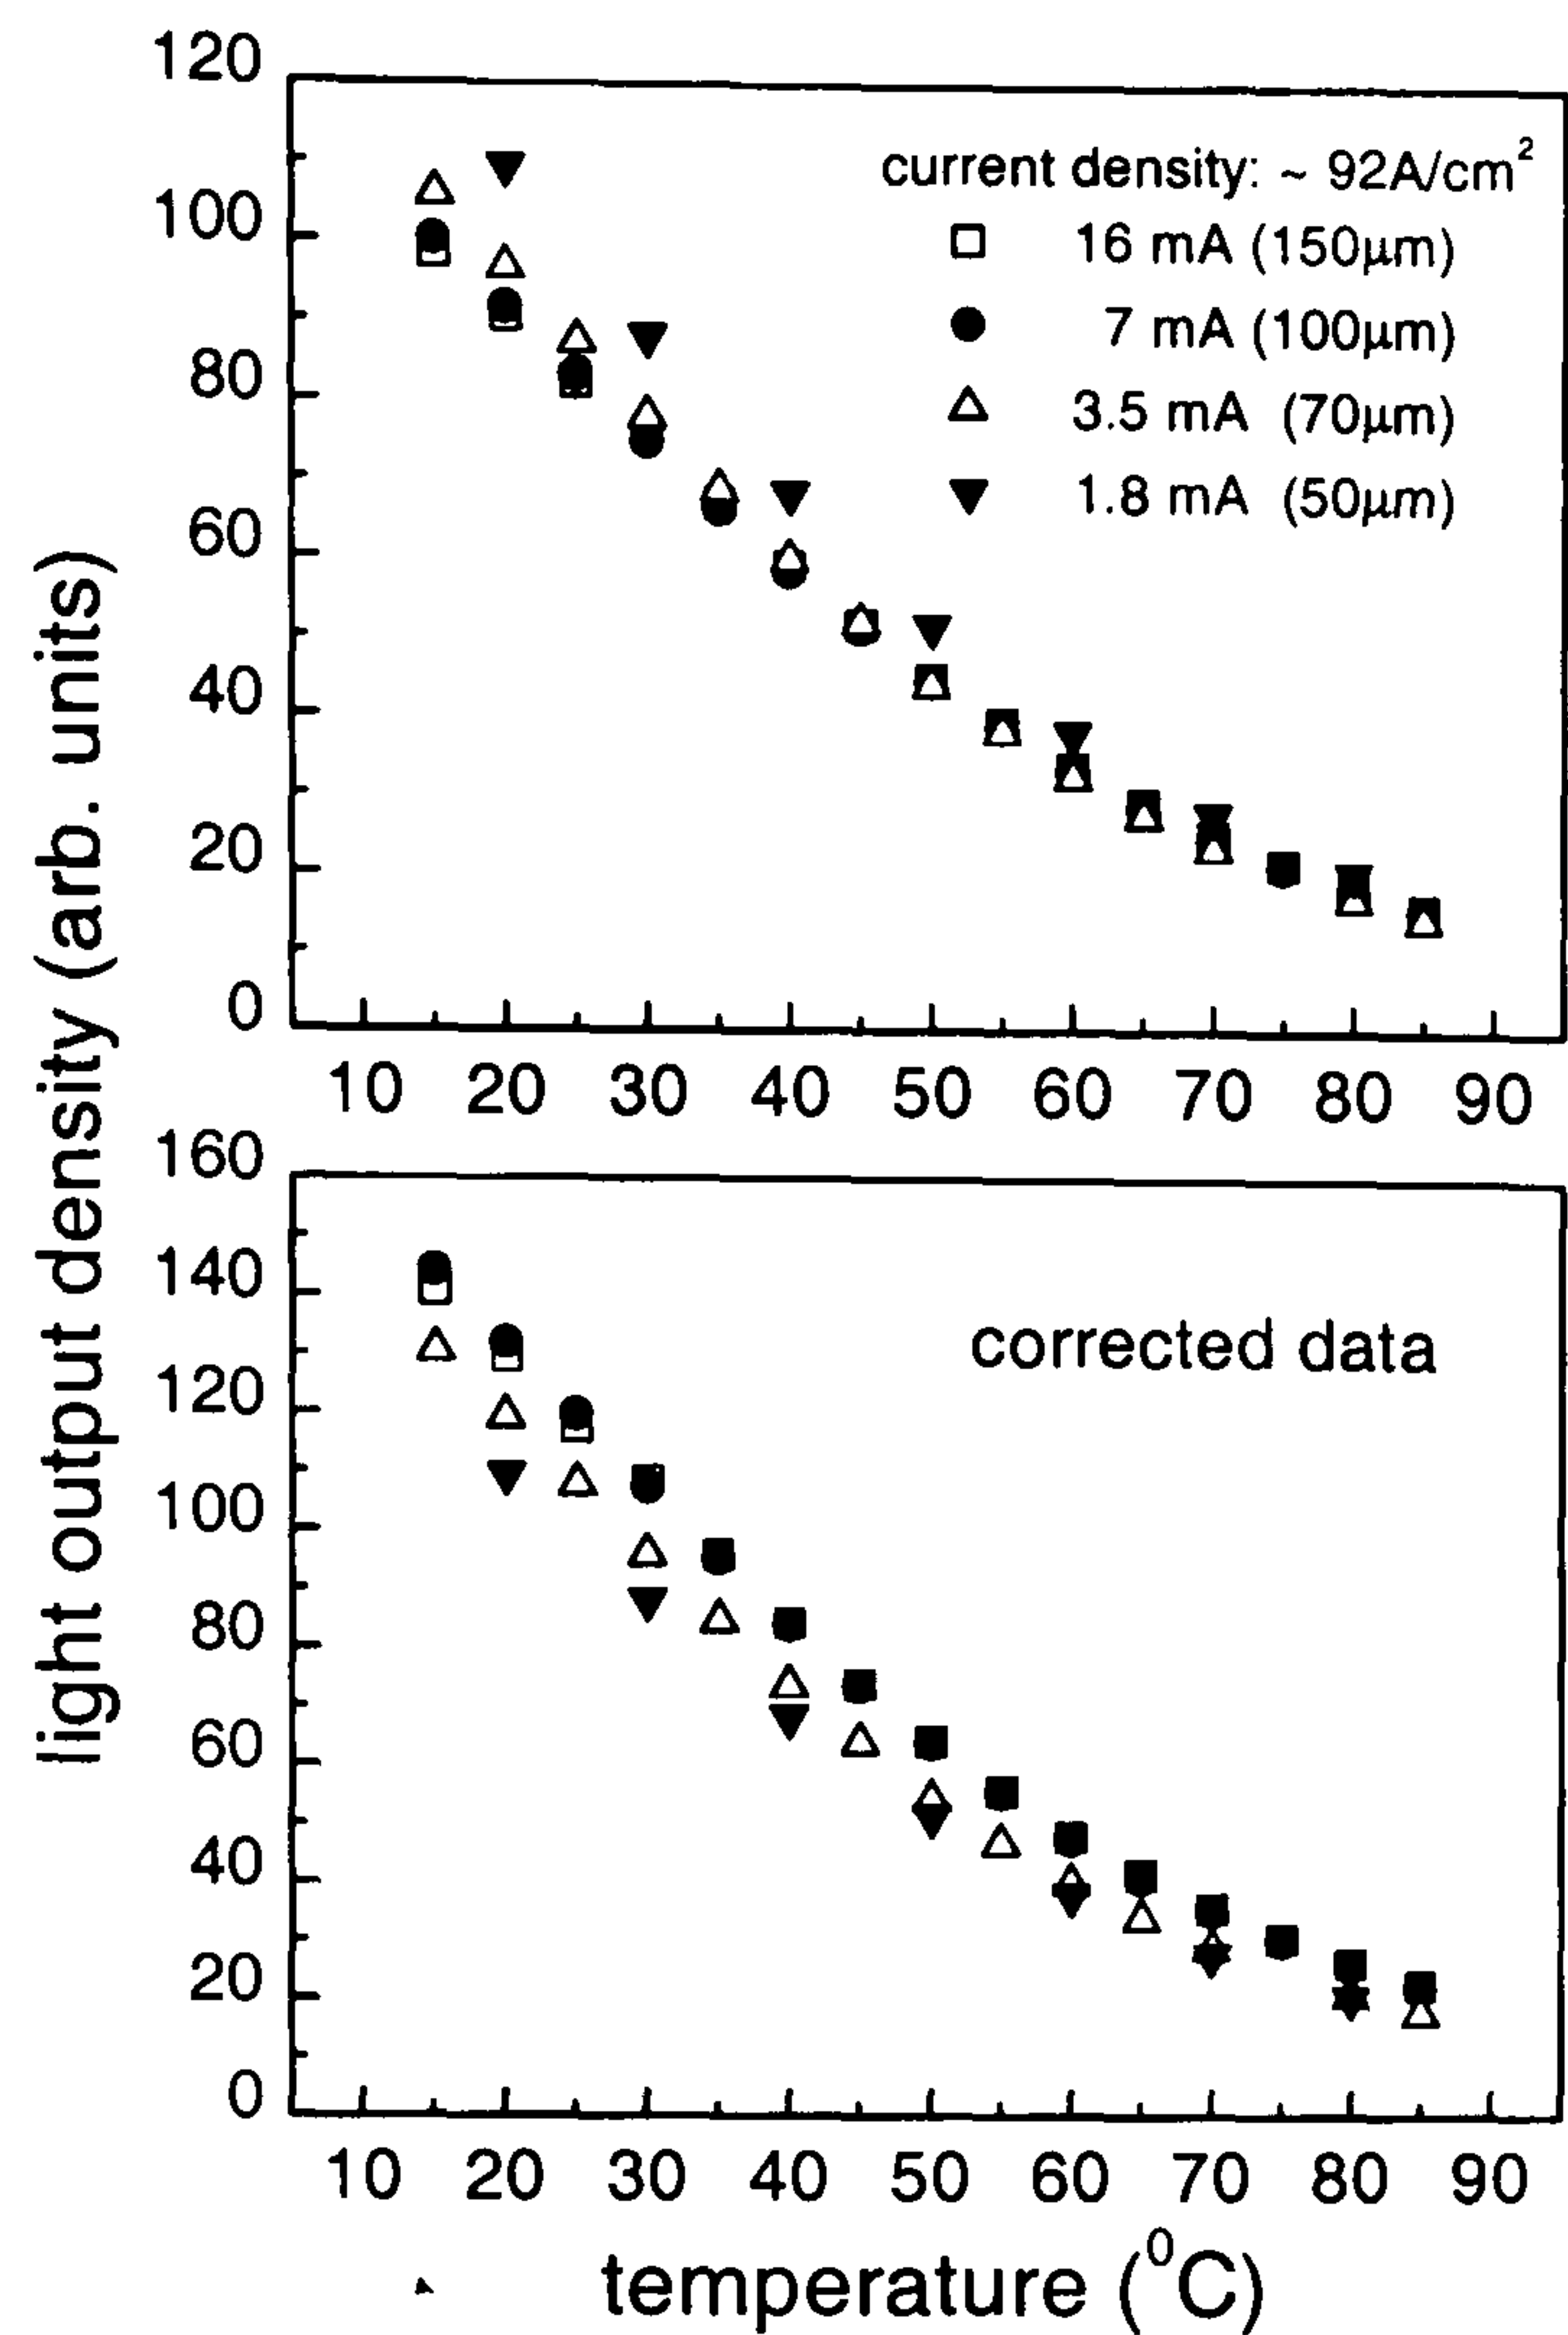 light output density (arb. units)
120
100
80
60
40
20
0
current density: ~ 92A/cm²
16 mA (150μm)
7 mA (100μm)
3.5 mA (70μm)
1.8 mA (50μm)
10 20 30 40 50 60 70 80 90
160
140
120
100
80
60
40
20
0
corrected data
10 20 30 40 50 60 70 80 90
temperature (⁰C)